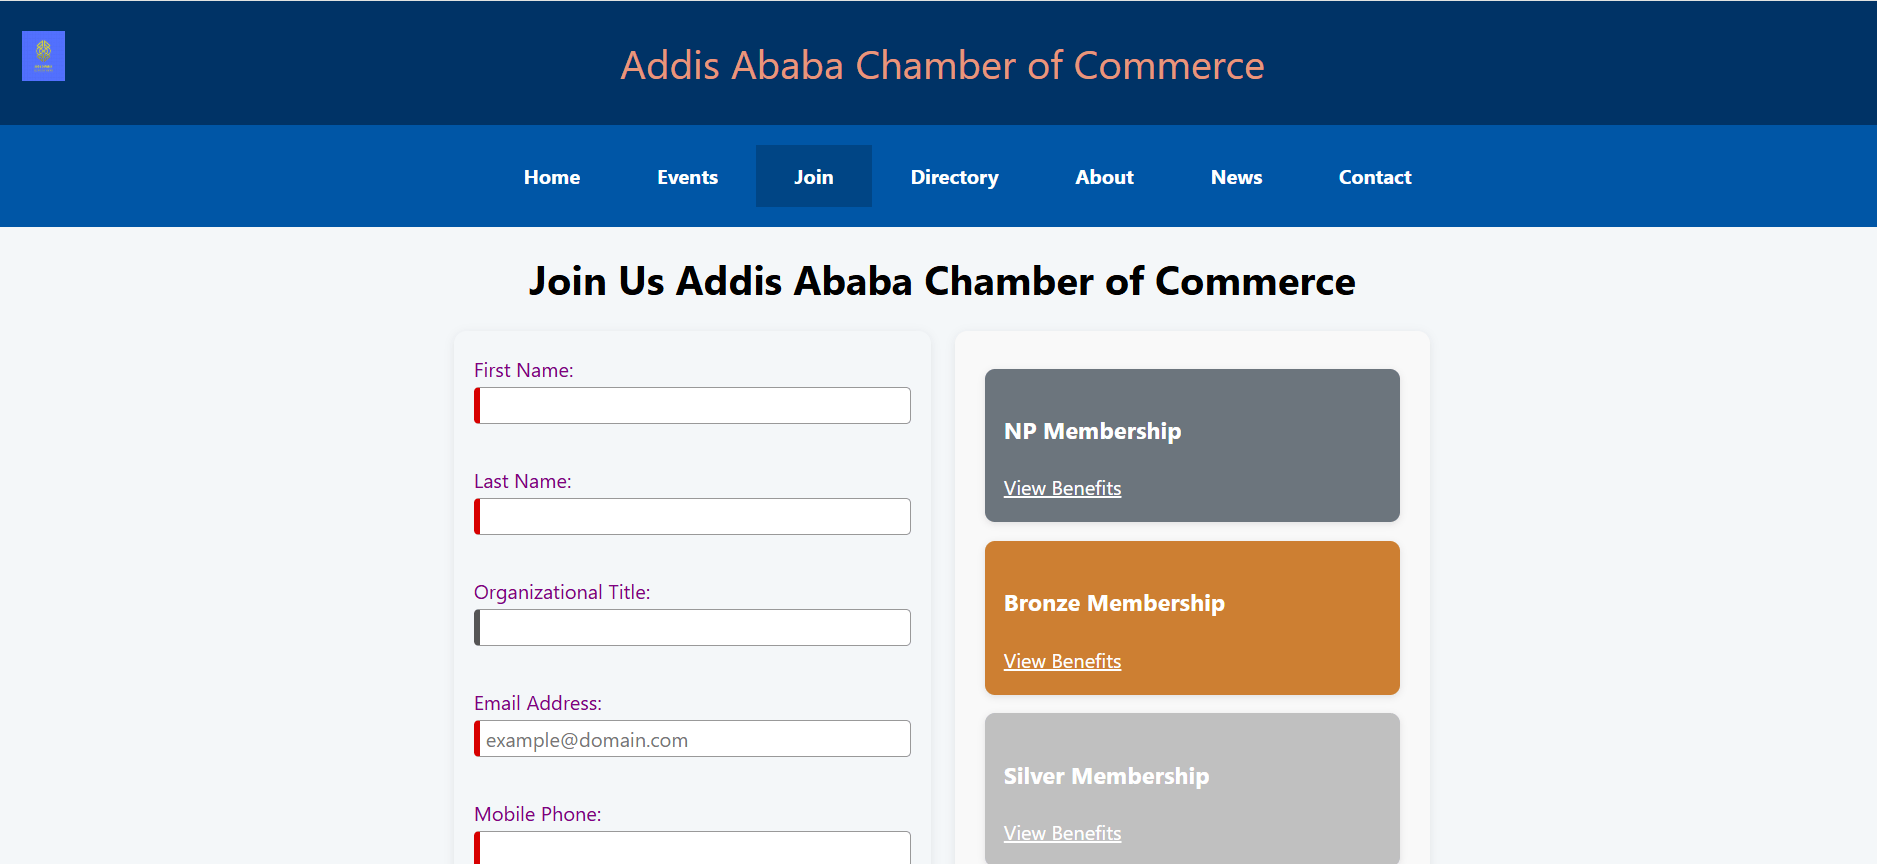 Addis Ababa Chamber of Commerce
Home Events Join Directory About News Contact
Join Us Addis Ababa Chamber of Commerce
First Name:
Last Name:
Organizational Title:
Email Address:
example@domain.com
Mobile Phone:
NP Membership
View Benefits
Bronze Membership
View Benefits
Silver Membership
View Benefits